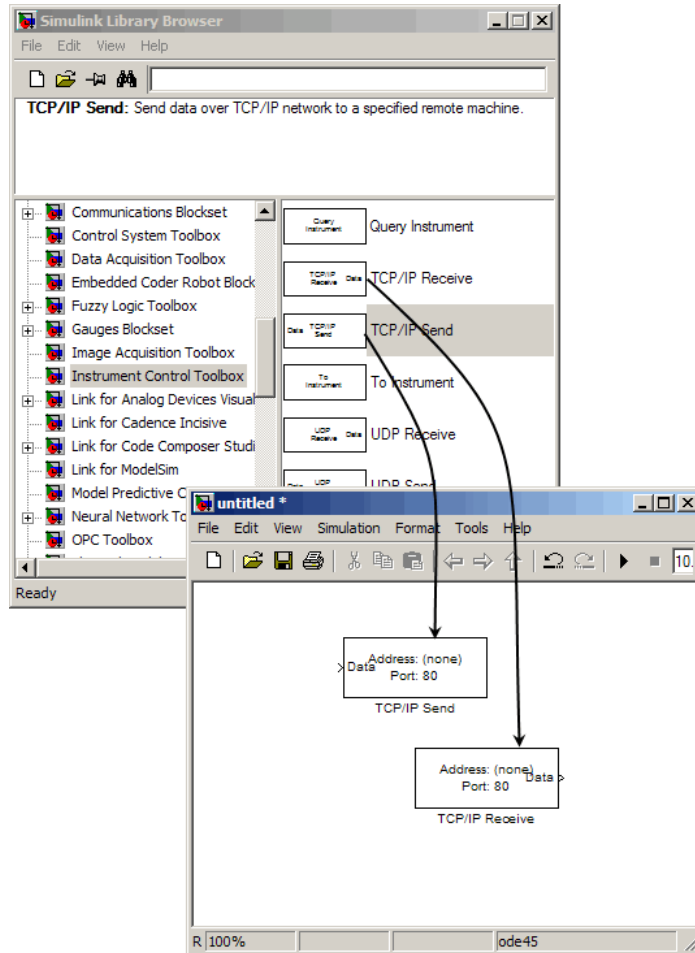 Simulink Library Browser
File Edit View Help
TCP/IP Send: Send data over TCP/IP network to a specified remote machine.
Communications Blockset
Control System Toolbox
Data Acquisition Toolbox
Embedded Coder Robot Block
Fuzzy Logic Toolbox
Gauges Blockset
Image Acquisition Toolbox
Instrument Control Toolbox
Link for Analog Devices Visual
Link for Cadence Incisive
Link for Code Composer Studi
Link for ModelSim
Model Predictive C
Neural Network To
OPC Toolbox
Query Instrument
Query Instrument
TCP/IP Receive Data
TCP/IP Receive
Data TCP/IP Send
TCP/IP Send
To Instrument
To Instrument
UDP Receive Data
UDP Receive
UDP
UDP Send
Ready
untitled *
File Edit View Simulation Format Tools Help
10.
Data
Address: (none)
Port: 80
TCP/IP Send
Address: (none)
Port: 80
Data
TCP/IP Receive
R 100% ode45